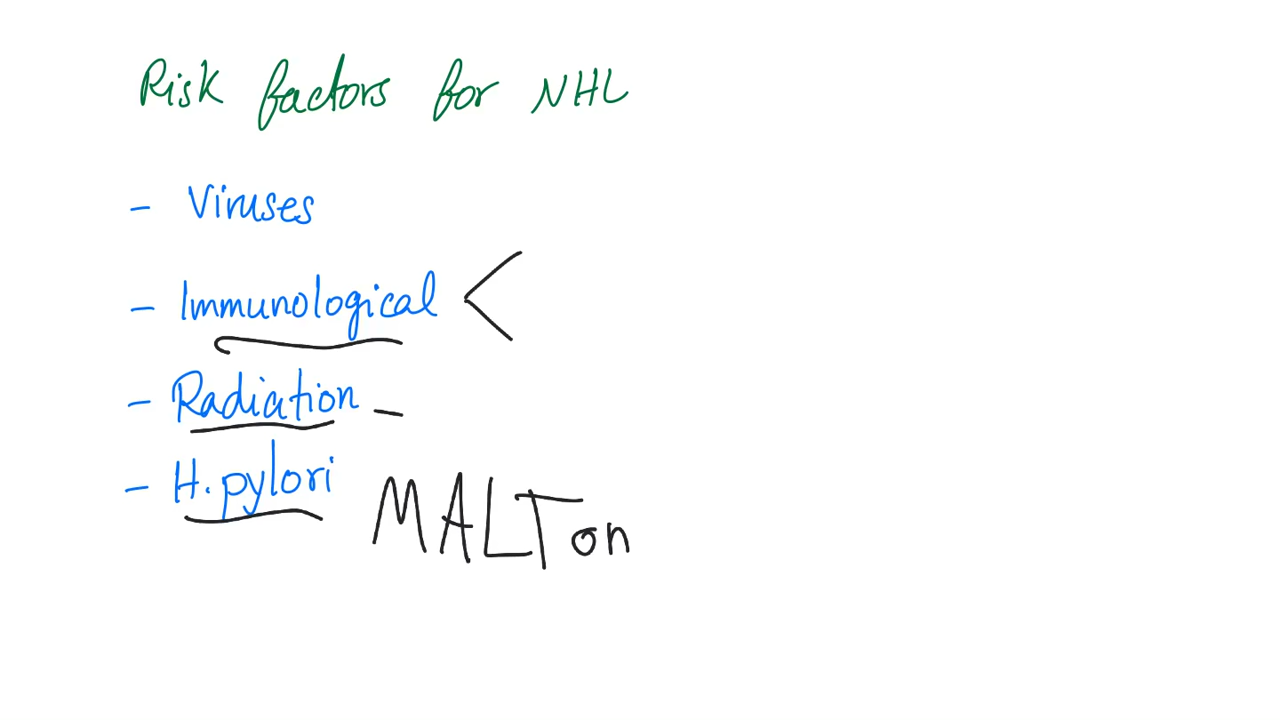 Risk factors for NHL
- Viruses
- Immunological <
- Radiation -
- H. pylori MALTon